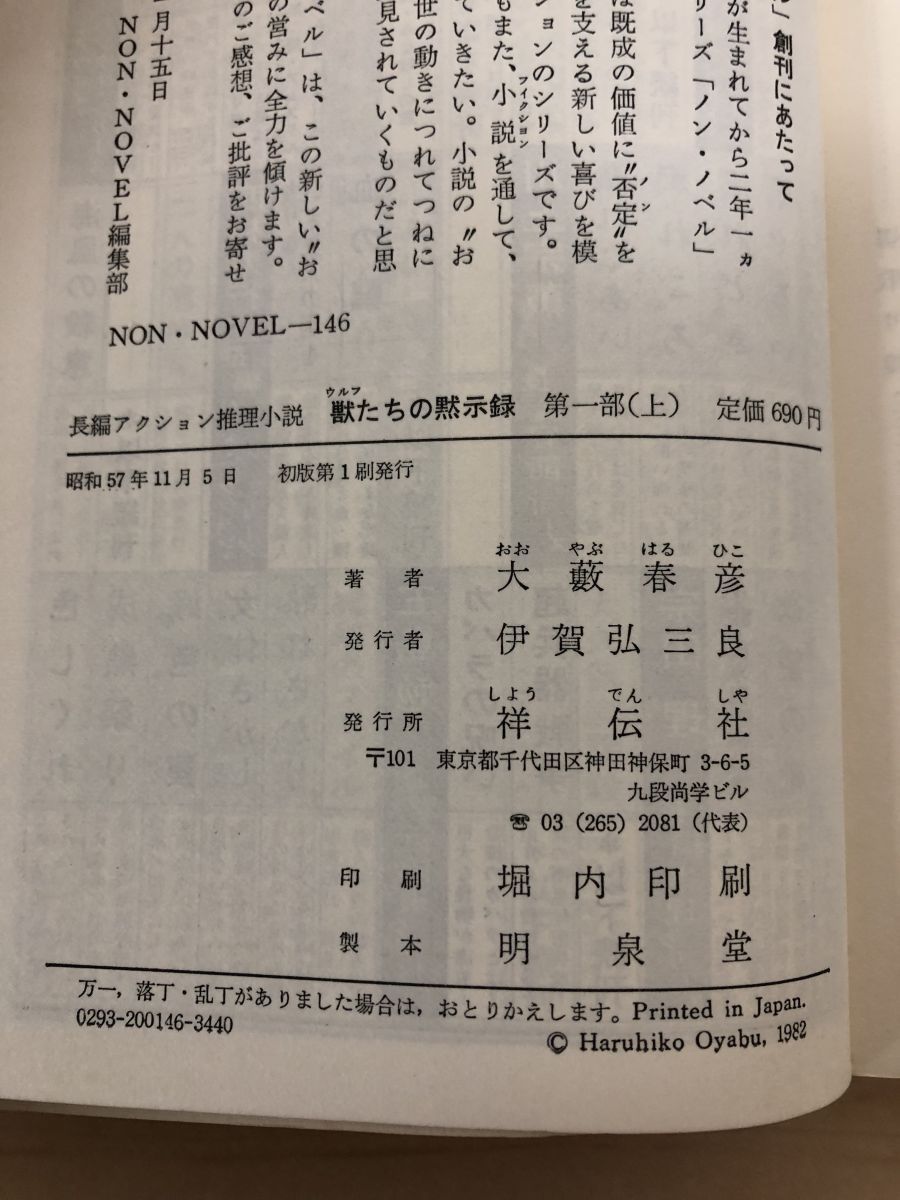 」創刊にあたって
が生まれてから二年一ヵ
リーズ「ノン・ノベル」
は既成の価値に〝否定〟を
を支える新しい喜びを模
ションのシリーズです。
もまた、小説を通して、
ていきたい。小説の〝お
世の動きにつれてつねに
見されていくものだと思
ベル」は、この新しい〝お
の営みに全力を傾けます。
のご感想、ご批評をお寄せ
月十五日
NON・NOVEL編集部
NON・NOVEL—146
長編アクション推理小説 獣たちの黙示録 第一部(上) 定価690円
昭和57年11月5日 初版第1刷発行
著者 大藪春彦
発行者 伊賀弘三良
発行所 祥伝社
〒101 東京都千代田区神田神保町 3-6-5
九段尚学ビル
☎ 03 (265) 2081 (代表)
印刷 堀内印刷
製本 明泉堂
万一,落丁・乱丁がありました場合は,おとりかえします。Printed in Japan.
0293-200146-3440
© Haruhiko Oyabu, 1982